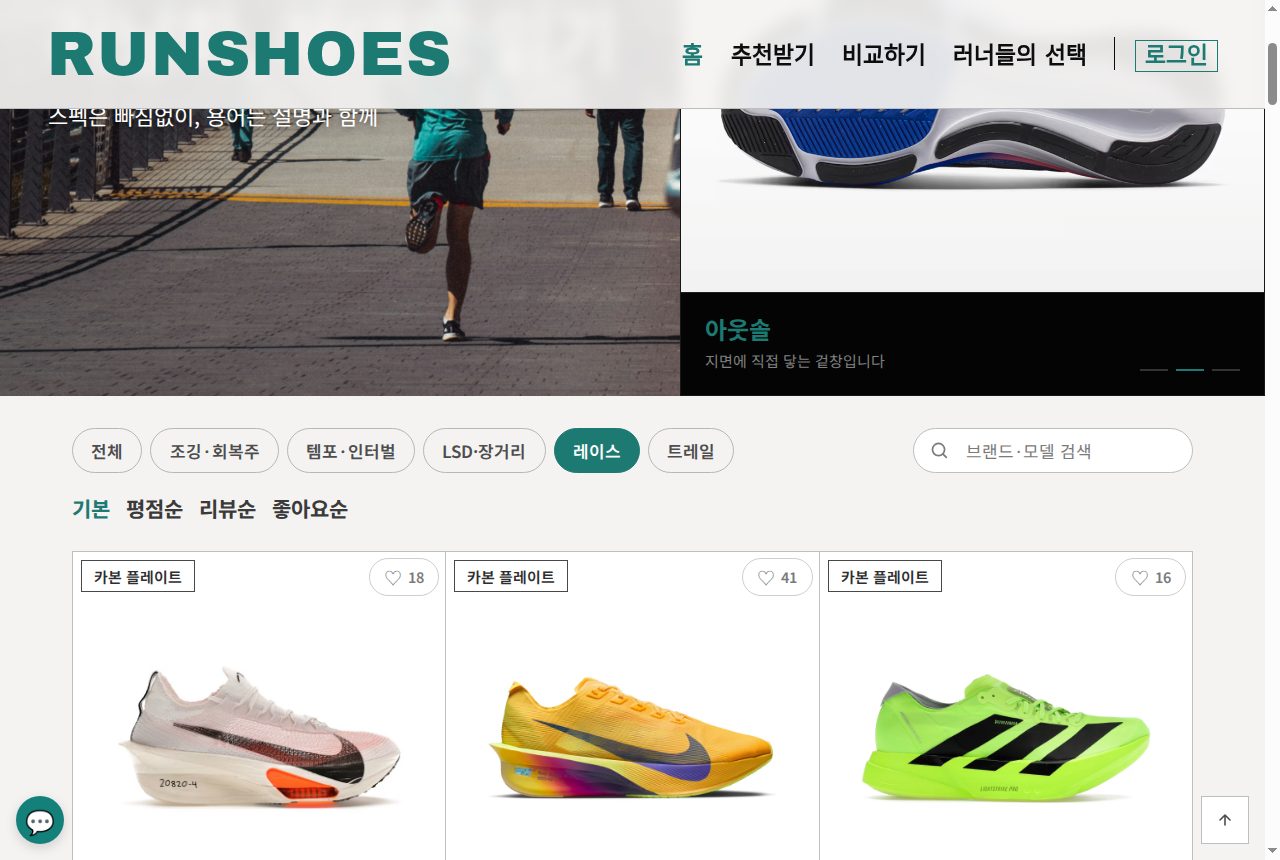 RUNSHOES
홈 추천받기 비교하기 러너들의 선택 로그인
스펙은 빠짐없이, 용어는 설명과 함께
아웃솔
지면에 직접 닿는 겉창입니다
전체 조깅·회복주 템포·인터벌 LSD·장거리 레이스 트레일
브랜드·모델 검색
기본 평점순 리뷰순 좋아요순
카본 플레이트 18
카본 플레이트 41
카본 플레이트 16
20820-4
LIGHTSTRIKE PRO